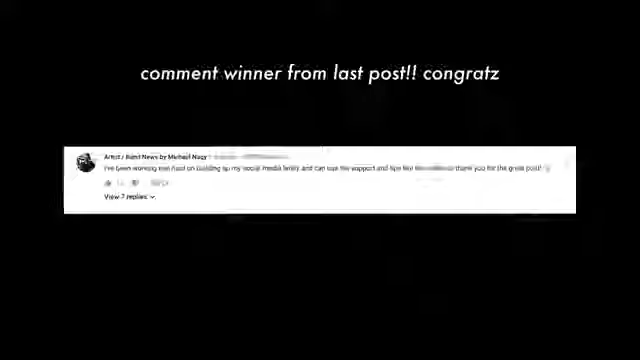 comment winner from last post!! congratz
Artist / Band News by Michael Nagy
I've been working real hard on building up my social media family and can use the support and tips like thank you for the great post!
View 7 replies